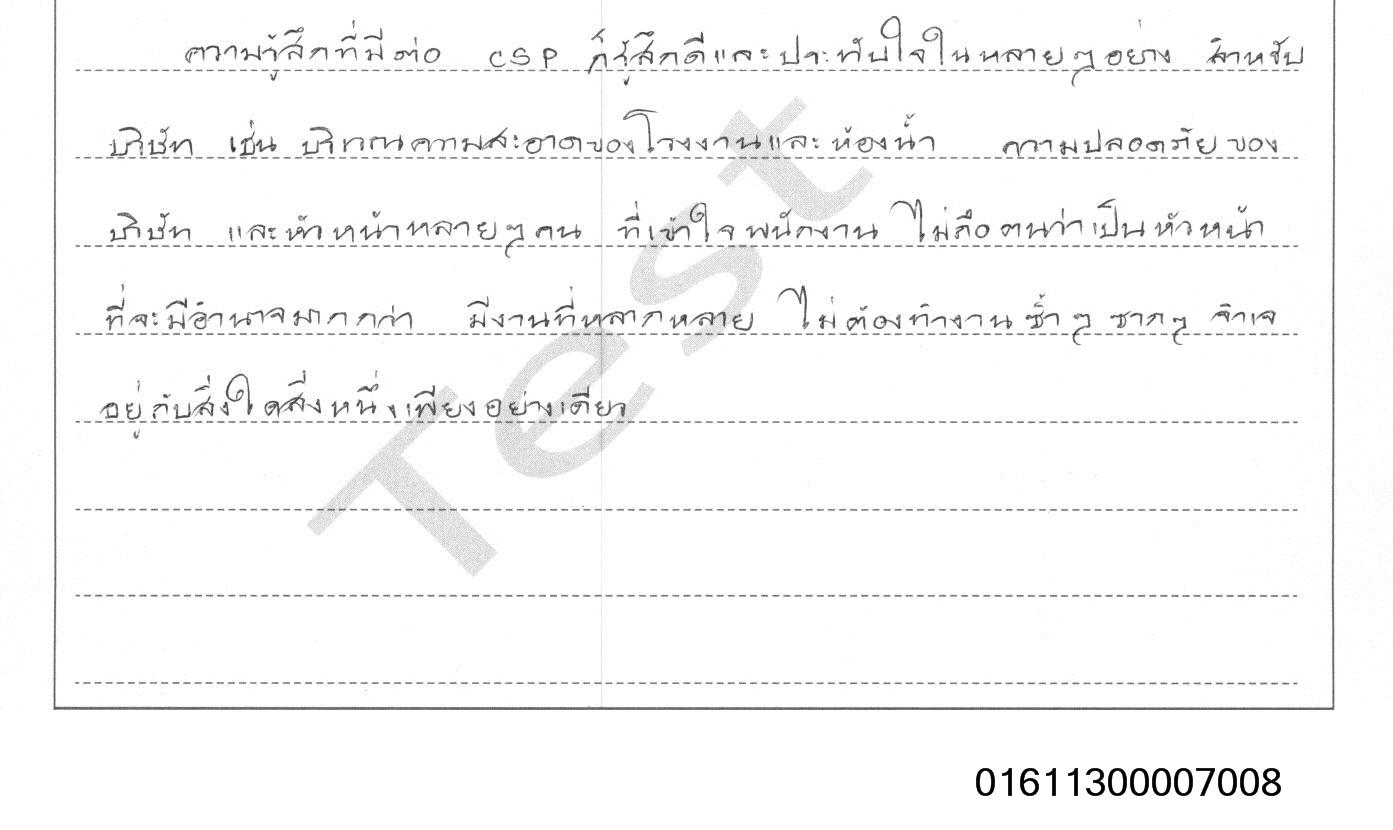 ความรู้สึกที่มีต่อ CSP ก็รู้สึกดีและประทับใจในหลายๆอย่าง สำหรับ
บริษัท เช่น บริเวณความสะอาดของโรงงานและห้องน้ำ ความปลอดภัยของ
บริษัท และหัวหน้าหลายๆคน ที่เข้าใจพนักงาน ไม่ถือตนว่าเป็นหัวหน้า
ที่จะมีอำนาจมากกว่า มีงานที่หลากหลาย ไม่ต้องทำงานซ้ำๆ ซากๆ จำเจ
อยู่กับสิ่งใดสิ่งหนึ่งเพียงอย่างเดียว
Test
01611300007008